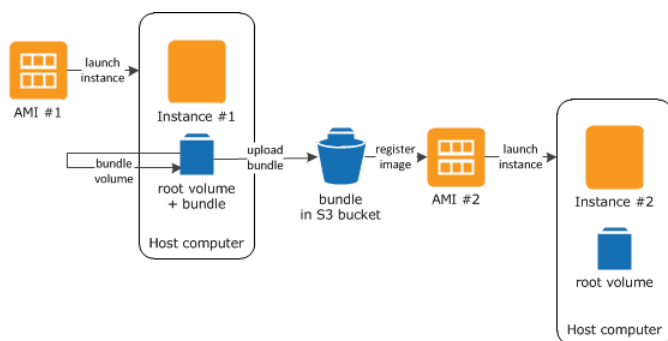 launch
instance
AMI #1
Instance #1
bundle
volume
root volume
+ bundle
upload
bundle
Host computer
bundle
in S3 bucket
register
image
AMI #2
launch
instance
Instance #2
root volume
Host computer